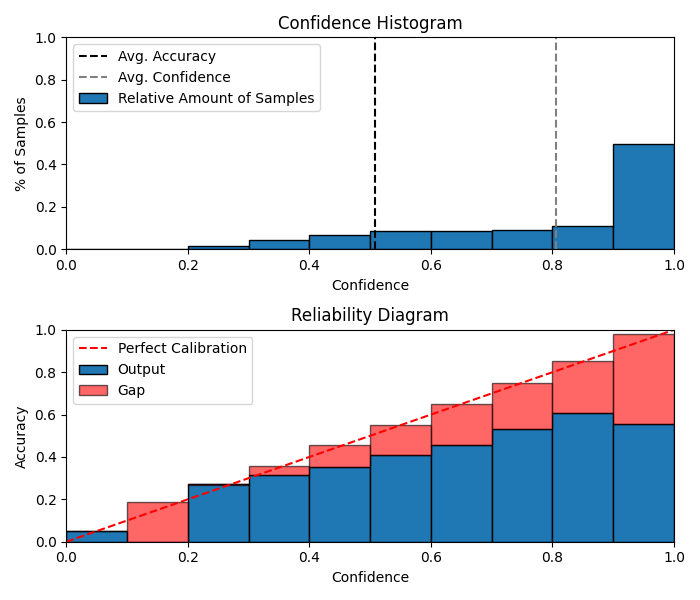 Confidence Histogram
1.0
0.8
0.6
0.4
0.2
0.0
% of Samples
Avg. Accuracy
Avg. Confidence
Relative Amount of Samples
0.0 0.2 0.4 0.6 0.8 1.0
Confidence
Reliability Diagram
1.0
0.8
0.6
0.4
0.2
0.0
Accuracy
Perfect Calibration
Output
Gap
0.0 0.2 0.4 0.6 0.8 1.0
Confidence